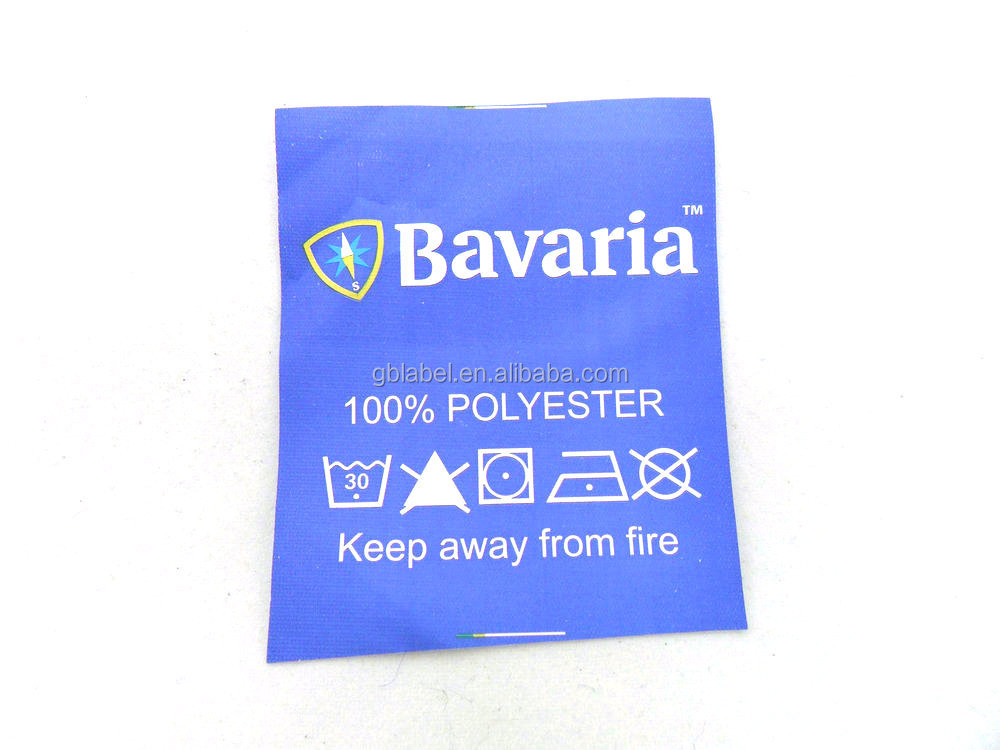 Bavaria™
S
gblabel.en.alibaba.com
100% POLYESTER
30
Keep away from fire